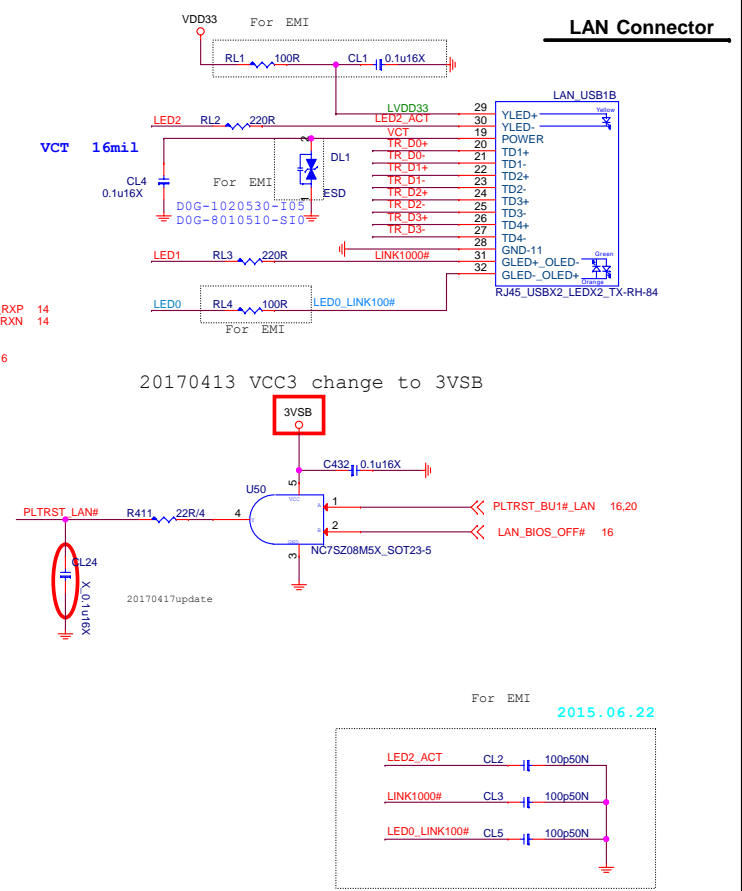 VDD33
For EMI
LAN Connector
RL1 100R CL1 0.1u16X
LAN_USB1B
LVDD33 29 YLED+ Yellow
LED2 RL2 220R LED2_ACT 30 YLED-
VCT 19 POWER
VCT 16mil
TR_D0+ 20 TD1+
TR_D0- 21 TD1-
TR_D1+ 22 TD2+
TR_D1- 23 TD2-
TR_D2+ 24 TD3+
TR_D2- 25 TD3-
TR_D3+ 26 TD4+
TR_D3- 27 TD4-
28 GND-11
2
DL1
CL4
0.1u16X
For EMI
1
ESD
D0G-1020530-I05
D0G-8010510-SI0
LED1 RL3 220R LINK1000# 31 GLED+_OLED- Green
32 GLED-_OLED+ Orange
RJ45_USBX2_LEDX2_TX-RH-84
LED0 RL4 100R LED0_LINK100#
For EMI
RXP 14
RXN 14
6
20170413 VCC3 change to 3VSB
3VSB
C432 0.1u16X
U50
5
VCC
PLTRST_LAN# R411 22R/4 4
A 1 PLTRST_BU1#_LAN 16,20
B 2 LAN_BIOS_OFF# 16
GND
3
NC7SZ08M5X_SOT23-5
CL24
X_0.1u16X
20170417update
For EMI
2015.06.22
LED2_ACT CL2 100p50N
LINK1000# CL3 100p50N
LED0_LINK100# CL5 100p50N